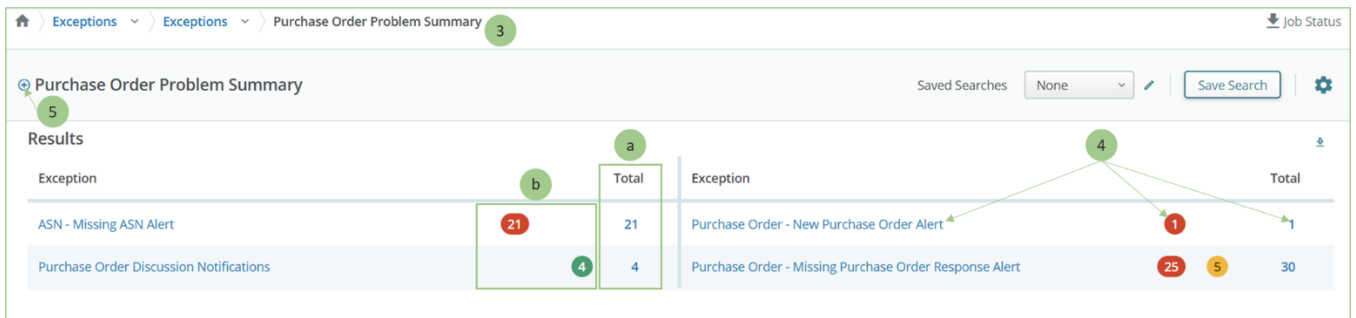 Exceptions Exceptions Purchase Order Problem Summary 3 Job Status
Purchase Order Problem Summary Saved Searches None Save Search
5
Results a 4
Exception b Total Exception Total
ASN - Missing ASN Alert 21 21 Purchase Order - New Purchase Order Alert 1 1
Purchase Order Discussion Notifications 4 4 Purchase Order - Missing Purchase Order Response Alert 25 5 30